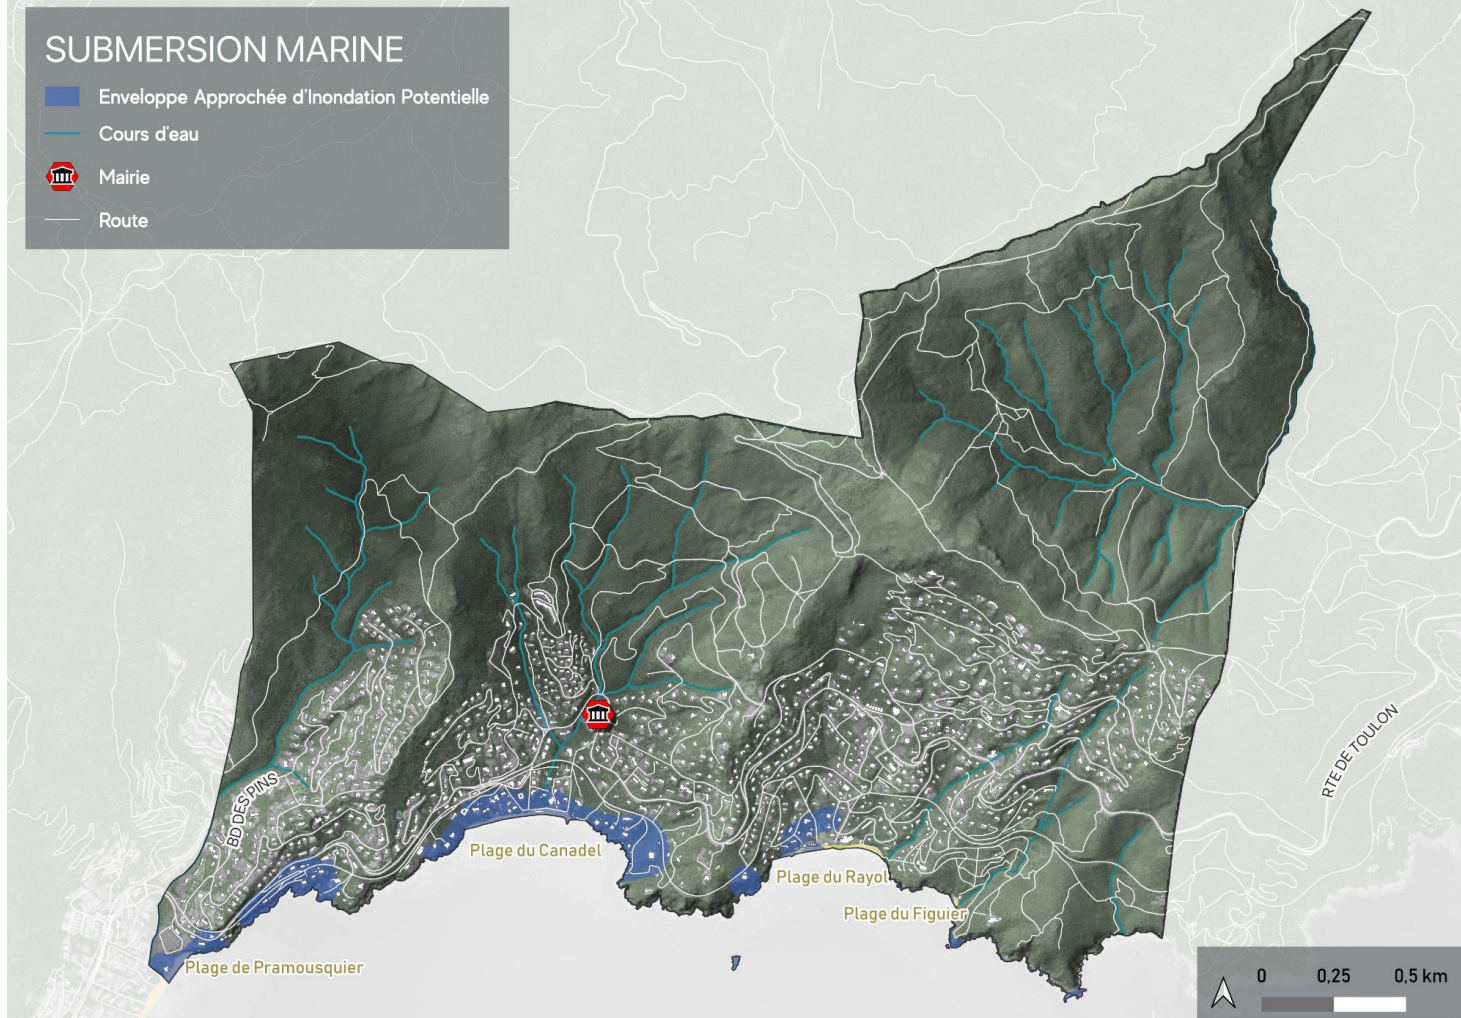 SUBMERSION MARINE
Enveloppe Approchée d'Inondation Potentielle
Cours d'eau
Mairie
Route
RTE DE TOULON
BD DES PINS
Plage du Canadel
Plage du Rayol
Plage du Figuier
Plage de Pramousquier
0 0,25 0,5 km